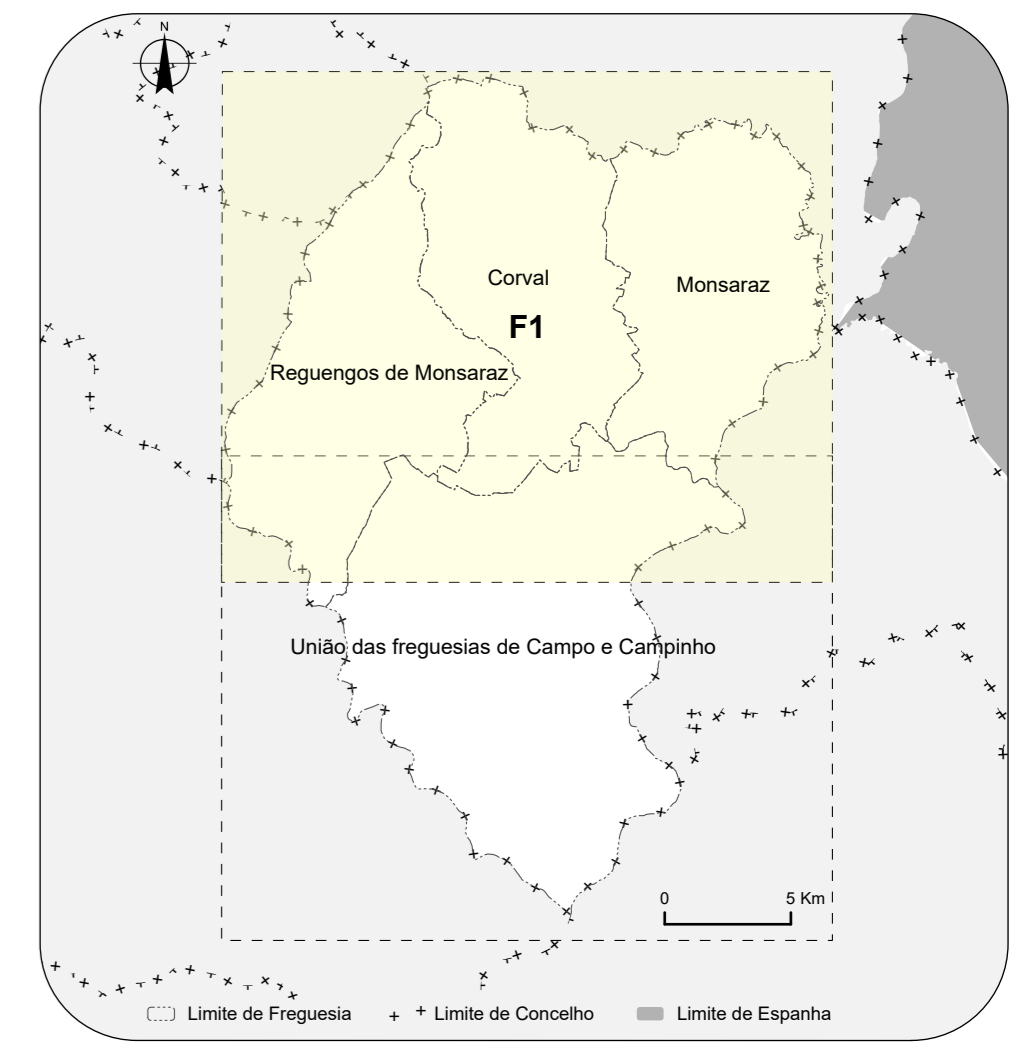 N
Corval
Monsaraz
F1
Reguengos de Monsaraz
União das freguesias de Campo e Campinho
0 5 Km
Limite de Freguesia Limite de Concelho Limite de Espanha